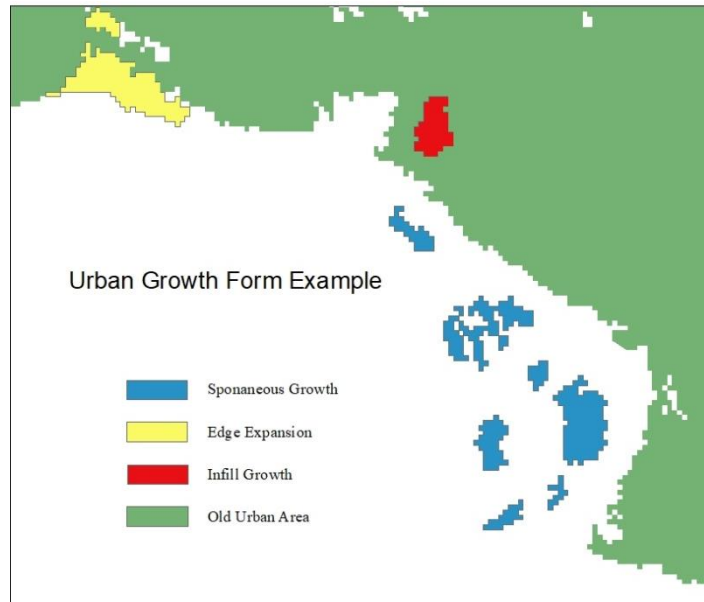 Urban Growth Form Example
Sponaneous Growth
Edge Expansion
Infill Growth
Old Urban Area